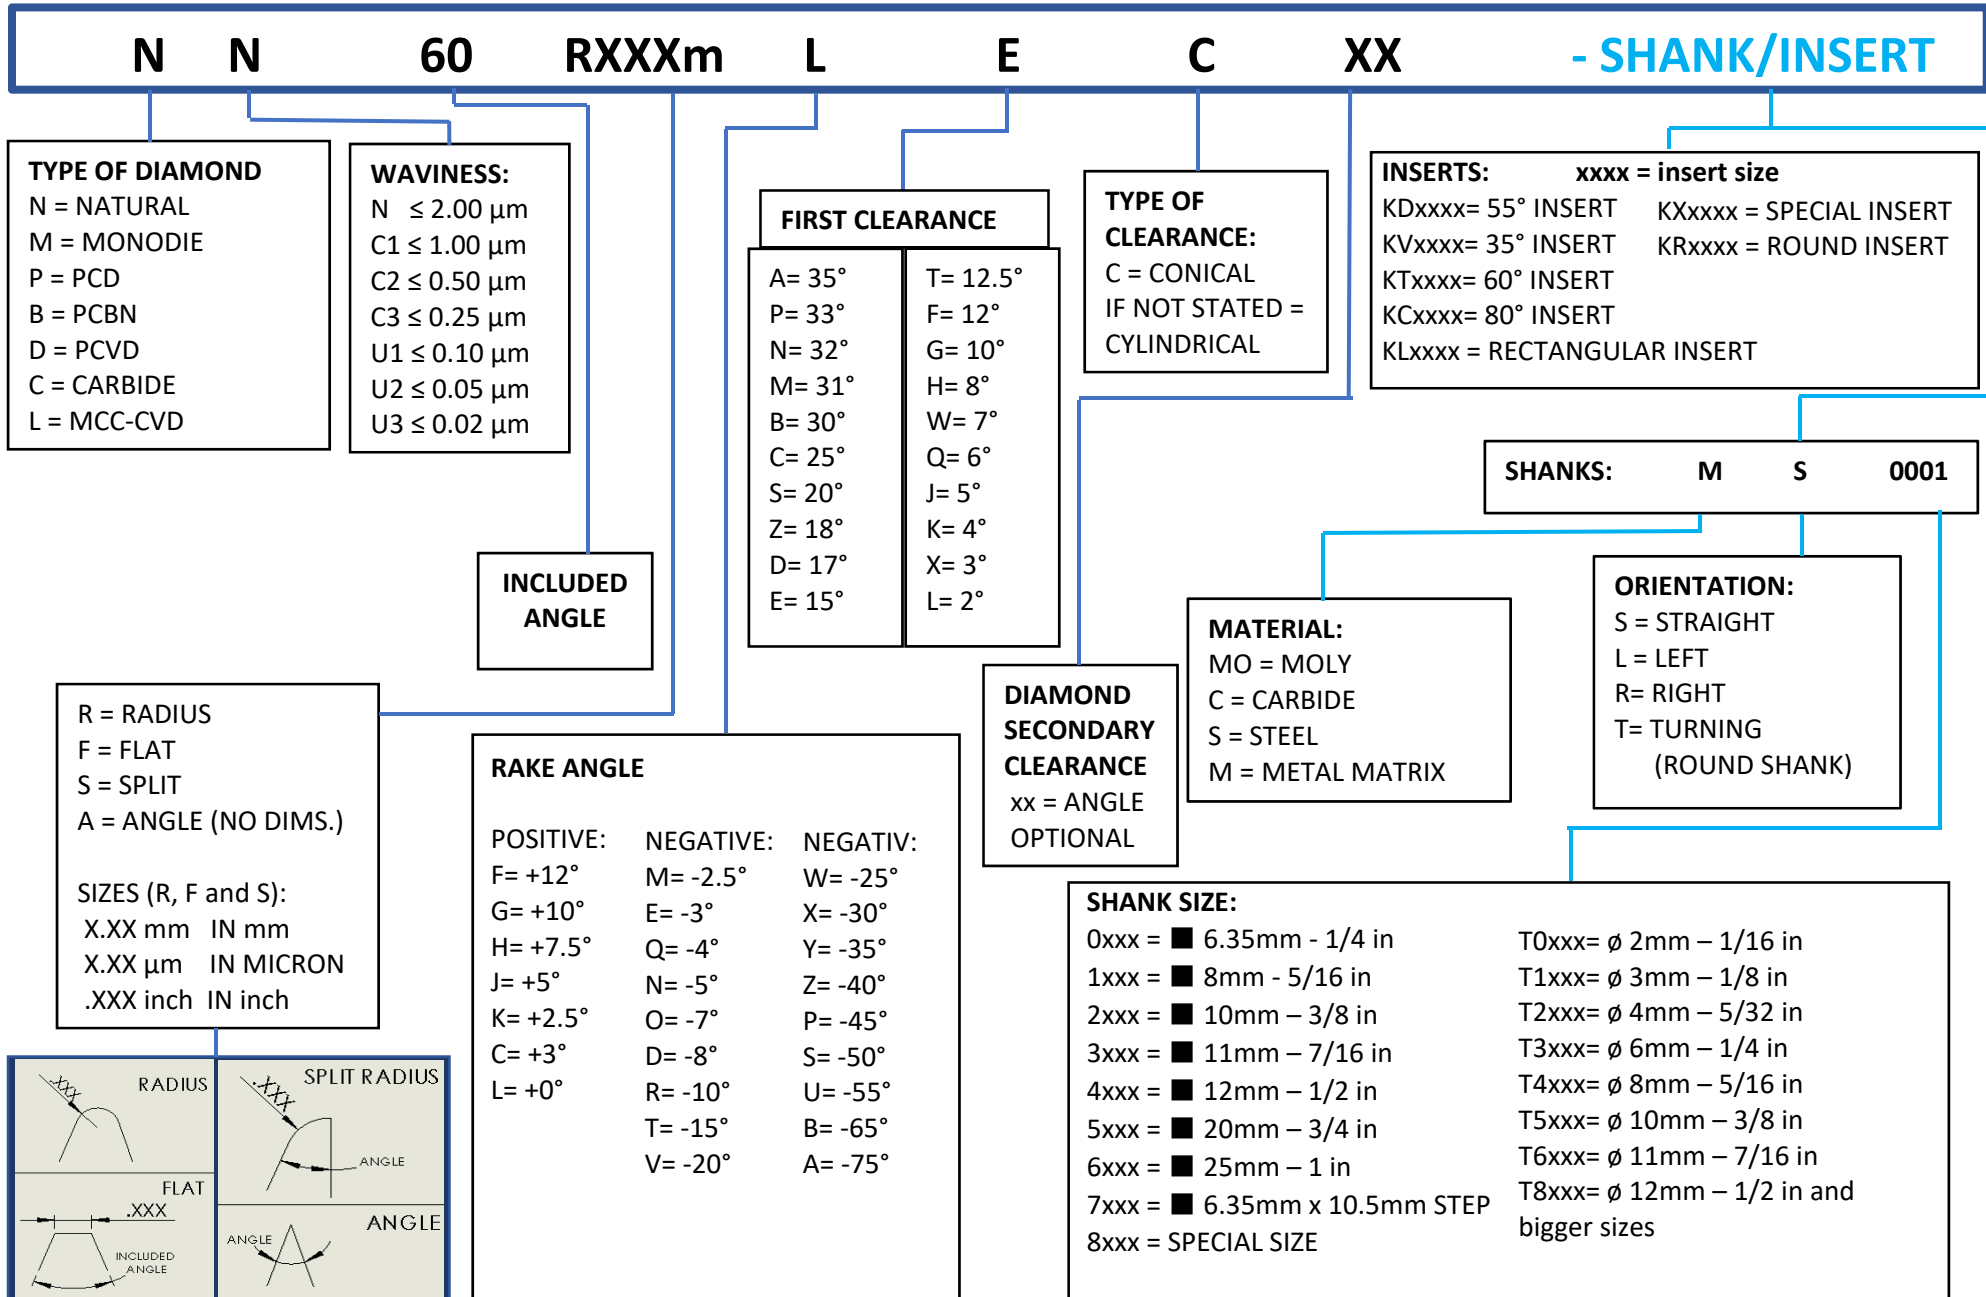 N N 60 RXXXm L E C XX - SHANK/INSERT
TYPE OF DIAMOND
N = NATURAL
M = MONODIE
P = PCD
B = PCBN
D = PCVD
C = CARBIDE
L = MCC-CVD
WAVINESS:
N ≤ 2.00 µm
C1 ≤ 1.00 µm
C2 ≤ 0.50 µm
C3 ≤ 0.25 µm
U1 ≤ 0.10 µm
U2 ≤ 0.05 µm
U3 ≤ 0.02 µm
INCLUDED
ANGLE
FIRST CLEARANCE
A= 35°
P= 33°
N= 32°
M= 31°
B= 30°
C= 25°
S= 20°
Z= 18°
D= 17°
E= 15°
T= 12.5°
F= 12°
G= 10°
H= 8°
W= 7°
Q= 6°
J= 5°
K= 4°
X= 3°
L= 2°
TYPE OF
CLEARANCE:
C = CONICAL
IF NOT STATED =
CYLINDRICAL
INSERTS: xxxx = insert size
KDxxxx= 55° INSERT KXxxxx = SPECIAL INSERT
KVxxxx= 35° INSERT KRxxxx = ROUND INSERT
KTxxxx= 60° INSERT
KCxxxx= 80° INSERT
KLxxxx = RECTANGULAR INSERT
SHANKS: M S 0001
MATERIAL:
MO = MOLY
C = CARBIDE
S = STEEL
M = METAL MATRIX
ORIENTATION:
S = STRAIGHT
L = LEFT
R= RIGHT
T= TURNING
(ROUND SHANK)
DIAMOND
SECONDARY
CLEARANCE
xx = ANGLE
OPTIONAL
R = RADIUS
F = FLAT
S = SPLIT
A = ANGLE (NO DIMS.)
SIZES (R, F and S):
X.XX mm IN mm
X.XX µm IN MICRON
.XXX inch IN inch
RAKE ANGLE
POSITIVE:
F= +12°
G= +10°
H= +7.5°
J= +5°
K= +2.5°
C= +3°
L= +0°
NEGATIVE:
M= -2.5°
E= -3°
Q= -4°
N= -5°
O= -7°
D= -8°
R= -10°
T= -15°
V= -20°
NEGATIV:
W= -25°
X= -30°
Y= -35°
Z= -40°
P= -45°
S= -50°
U= -55°
B= -65°
A= -75°
SHANK SIZE:
0xxx = ■ 6.35mm - 1/4 in
1xxx = ■ 8mm - 5/16 in
2xxx = ■ 10mm – 3/8 in
3xxx = ■ 11mm – 7/16 in
4xxx = ■ 12mm – 1/2 in
5xxx = ■ 20mm – 3/4 in
6xxx = ■ 25mm – 1 in
7xxx = ■ 6.35mm x 10.5mm STEP
8xxx = SPECIAL SIZE
T0xxx= ø 2mm – 1/16 in
T1xxx= ø 3mm – 1/8 in
T2xxx= ø 4mm – 5/32 in
T3xxx= ø 6mm – 1/4 in
T4xxx= ø 8mm – 5/16 in
T5xxx= ø 10mm – 3/8 in
T6xxx= ø 11mm – 7/16 in
T8xxx= ø 12mm – 1/2 in and
bigger sizes
.XXX RADIUS
.XXX SPLIT RADIUS
ANGLE
FLAT
.XXX
INCLUDED
ANGLE
ANGLE
ANGLE